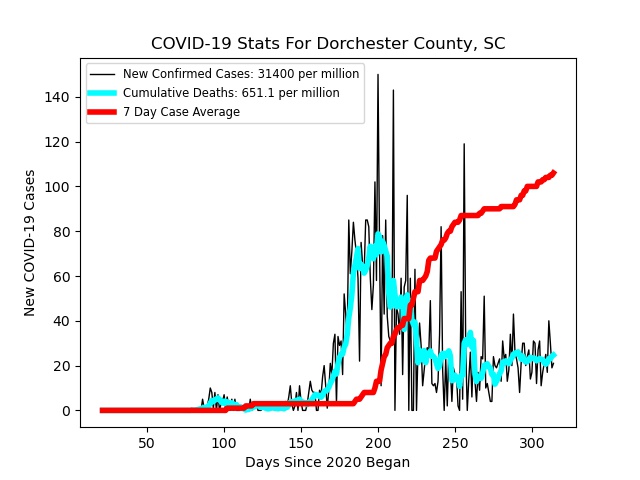 COVID-19 Stats For Dorchester County, SC
New Confirmed Cases: 31400 per million
Cumulative Deaths: 651.1 per million
7 Day Case Average
New COVID-19 Cases
140
120
100
80
60
40
20
0
50 100 150 200 250 300
Days Since 2020 Began